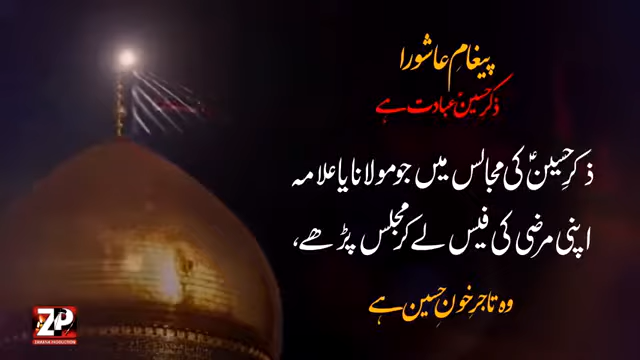 پیغامِ عاشورا
ذکرِ حسینؑ عبادت ہے
ذکرِ حسینؑ کی مجالس میں جو مولانا یا علامہ
اپنی مرضی کی فیس لے کر مجلس پڑھے،
وہ تاجرِ خونِ حسین ہے
ZP